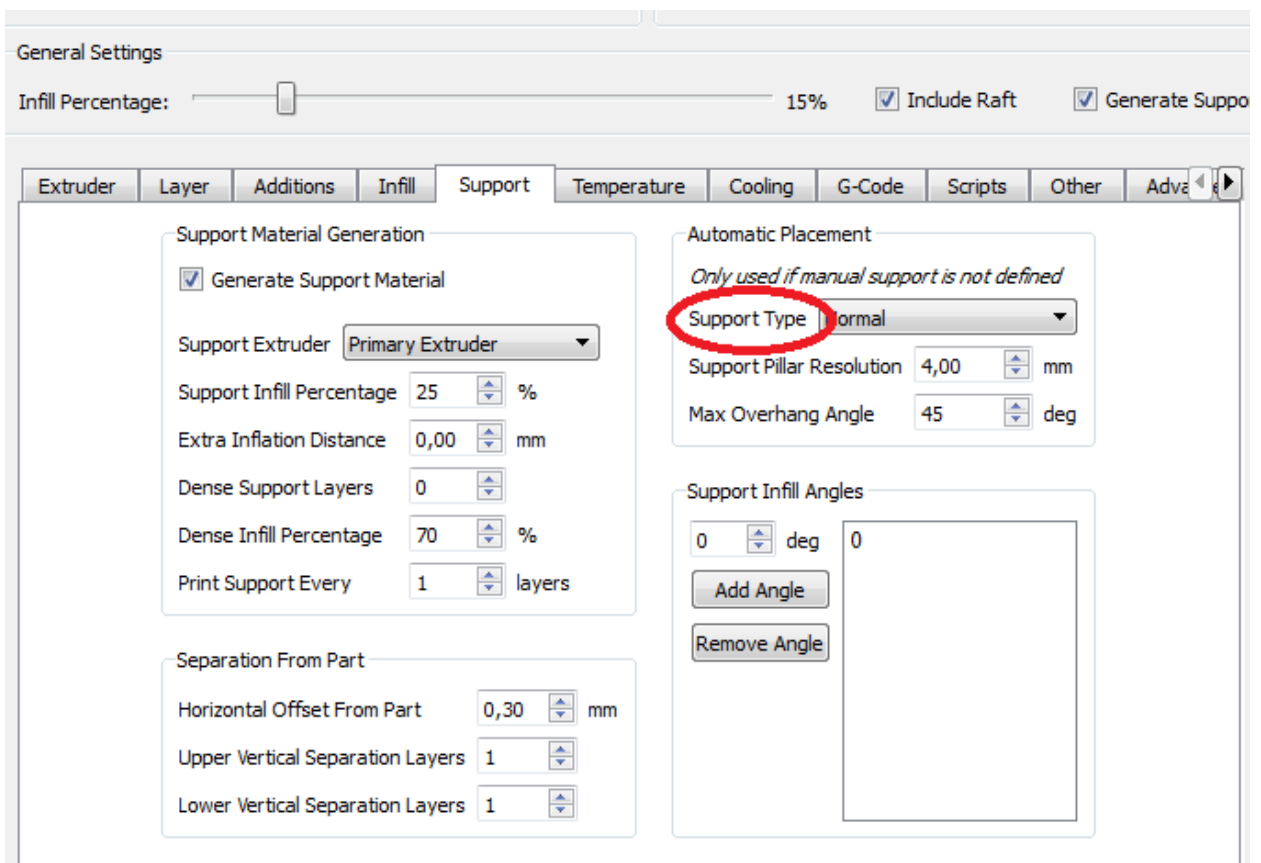 General Settings
Infill Percentage: 15% Include Raft Generate Suppo
Extruder Layer Additions Infill Support Temperature Cooling G-Code Scripts Other Adva
Support Material Generation
Generate Support Material
Support Extruder Primary Extruder
Support Infill Percentage 25 %
Extra Inflation Distance 0,00 mm
Dense Support Layers 0
Dense Infill Percentage 70 %
Print Support Every 1 layers
Separation From Part
Horizontal Offset From Part 0,30 mm
Upper Vertical Separation Layers 1
Lower Vertical Separation Layers 1
Automatic Placement
Only used if manual support is not defined
Support Type Normal
Support Pillar Resolution 4,00 mm
Max Overhang Angle 45 deg
Support Infill Angles
0 deg 0
Add Angle
Remove Angle